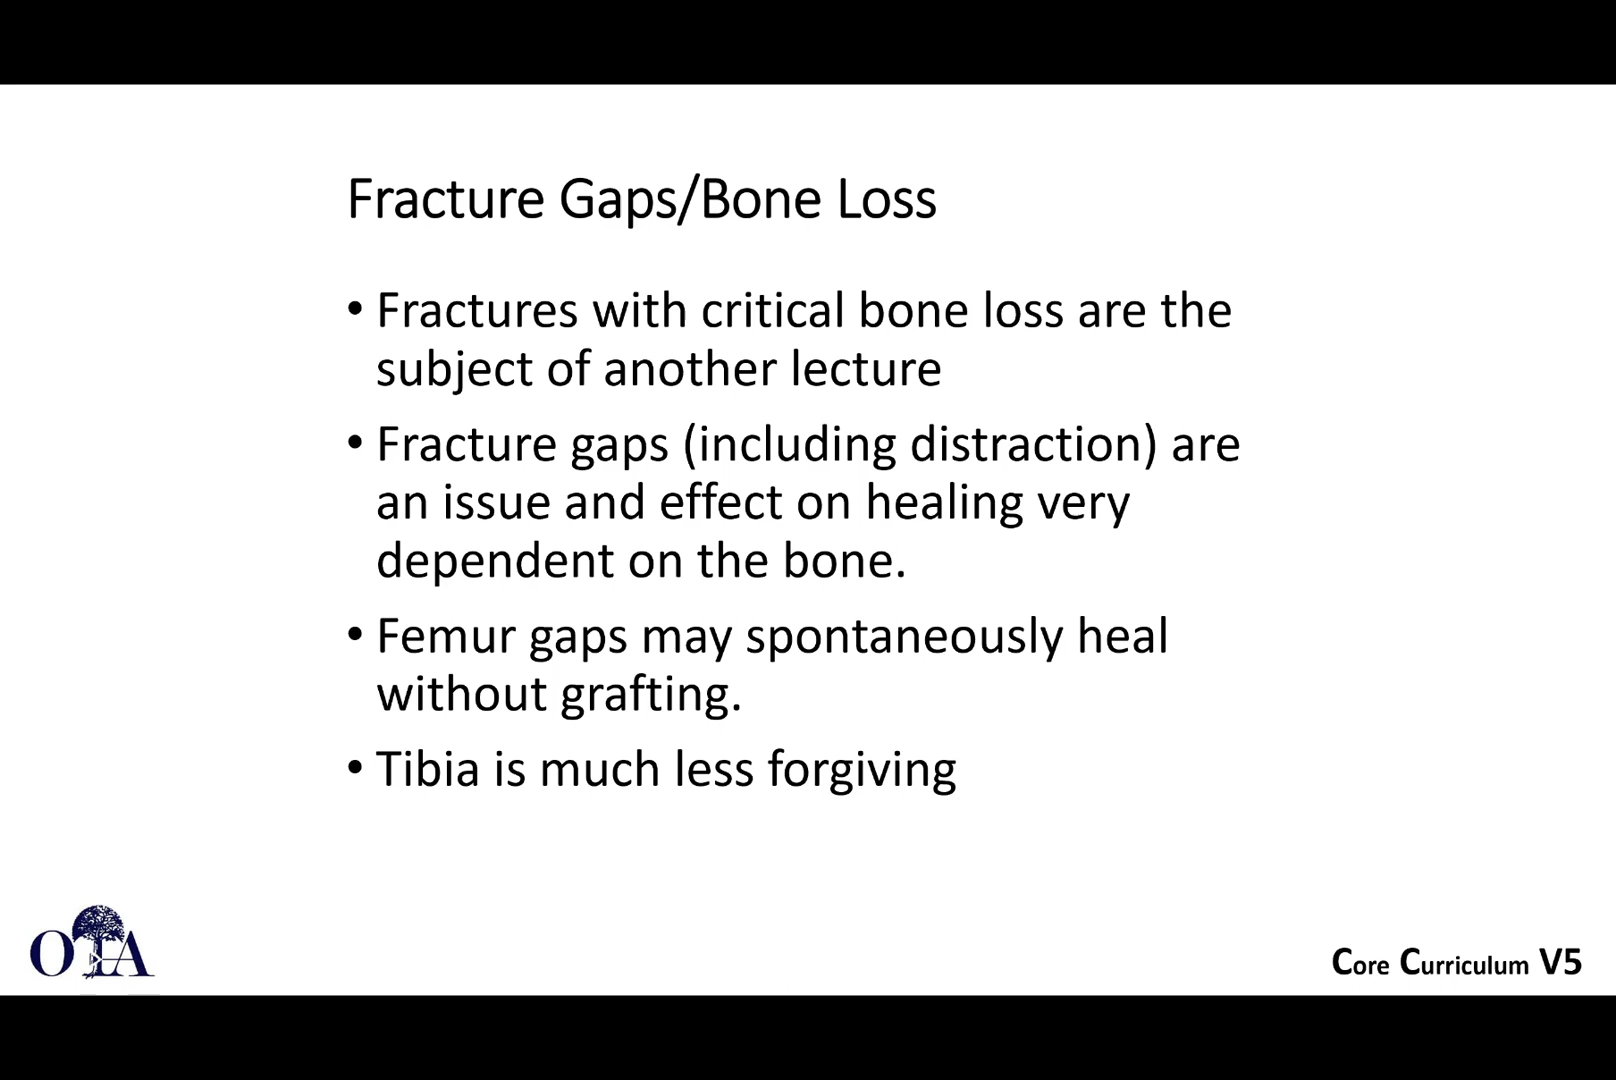 Fracture Gaps/Bone Loss
• Fractures with critical bone loss are the
subject of another lecture
• Fracture gaps (including distraction) are
an issue and effect on healing very
dependent on the bone.
• Femur gaps may spontaneously heal
without grafting.
• Tibia is much less forgiving
OTA
Core Curriculum V5